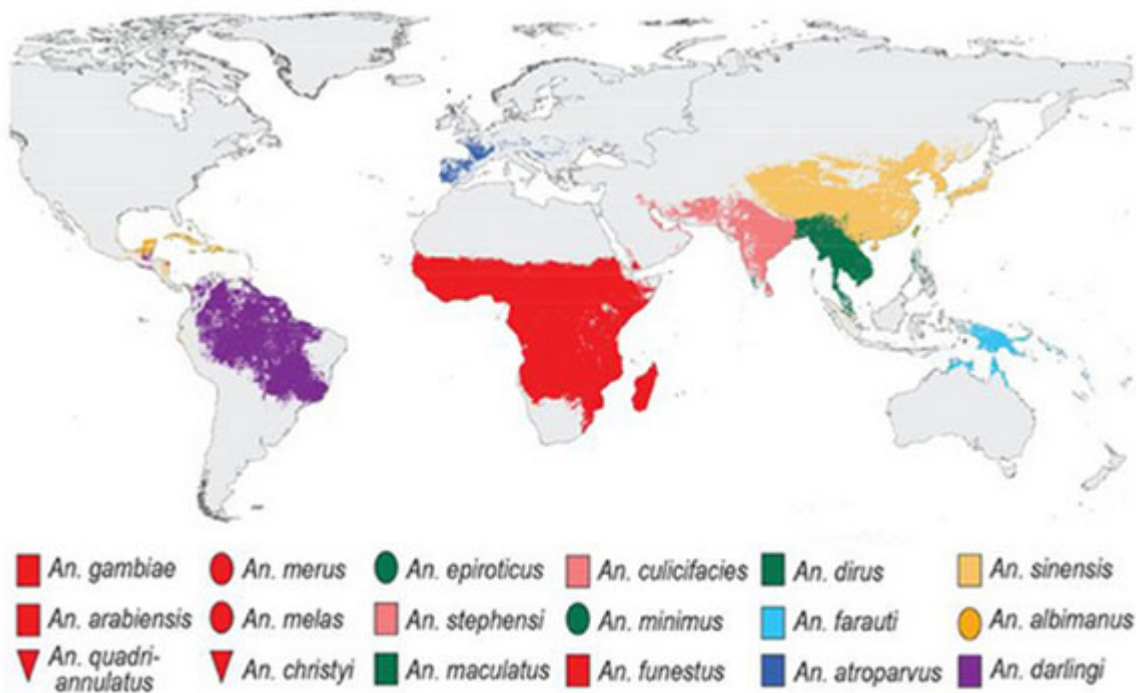 An. gambiae
An. merus
An. epiroticus
An. culicifacies
An. dirus
An. sinensis
An. arabiensis
An. melas
An. stephensi
An. minimus
An. farauti
An. albimanus
An. quadri-
annulatus
An. christyi
An. maculatus
An. funestus
An. atroparvus
An. darlingi